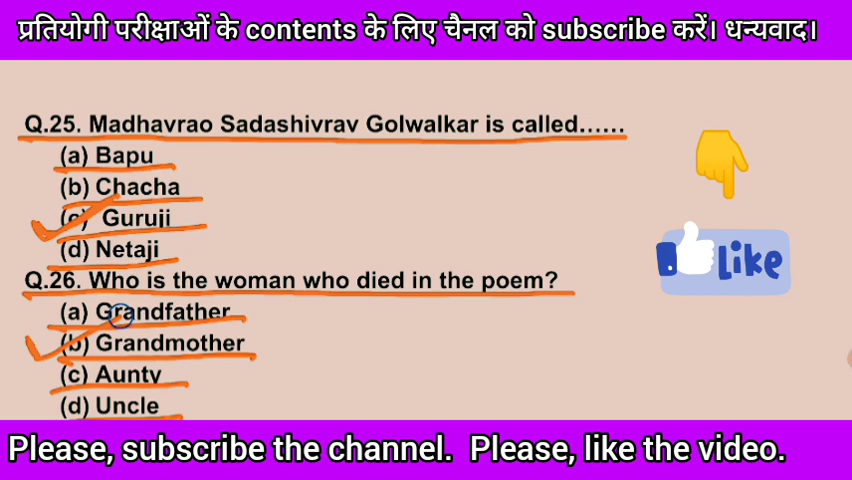 प्रतियोगी परीक्षाओं के contents के लिए चैनल को subscribe करें। धन्यवाद।
Q.25. Madhavrao Sadashivrav Golwalkar is called......
(a) Bapu
(b) Chacha
(c) Guruji
(d) Netaji
Q.26. Who is the woman who died in the poem?
(a) Grandfather
(b) Grandmother
(c) Aunty
(d) Uncle
Like
Please, subscribe the channel. Please, like the video.